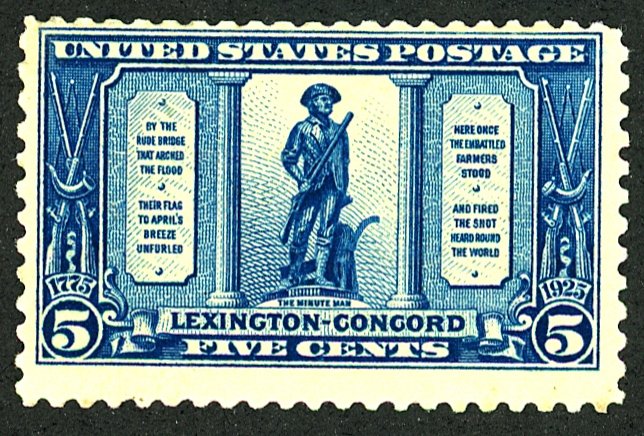 UNITED STATES POSTAGE
BY THE
RUDE BRIDGE
THAT ARCHED
THE FLOOD
THEIR FLAG
TO APRIL'S
BREEZE
UNFURLED
HERE ONCE
THE EMBATTLED
FARMERS
STOOD
AND FIRED
THE SHOT
HEARD ROUND
THE WORLD
1775
THE MINUTE MAN
1925
5
LEXINGTON-CONCORD
5
FIVE CENTS